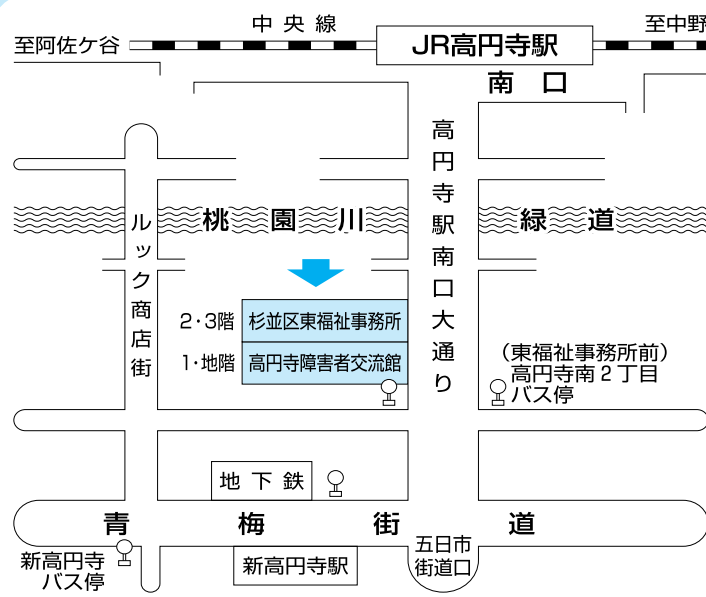 中央線
至中野
至阿佐ケ谷
JR高円寺駅
南口
高円寺駅南口大通り
ルック商店街
桃園川
緑道
2・3階
杉並区東福祉事務所
1・地階
高円寺障害者交流館
（東福祉事務所前）
高円寺南2丁目
バス停
地下鉄
青梅街道
新高円寺
バス停
新高円寺駅
五日市
街道口